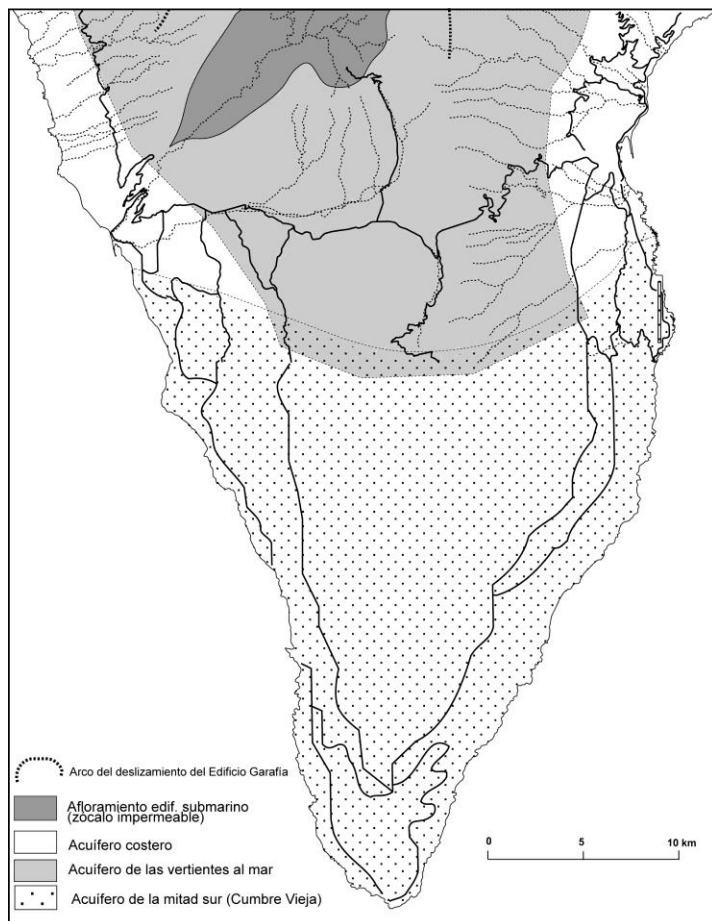 Arco del deslizamiento del Edificio Garafía
Afloramiento edif. submarino
(zócalo impermeable)
Acuífero costero
Acuífero de las vertientes al mar
Acuífero de la mitad sur (Cumbre Vieja)
0 5 10 km